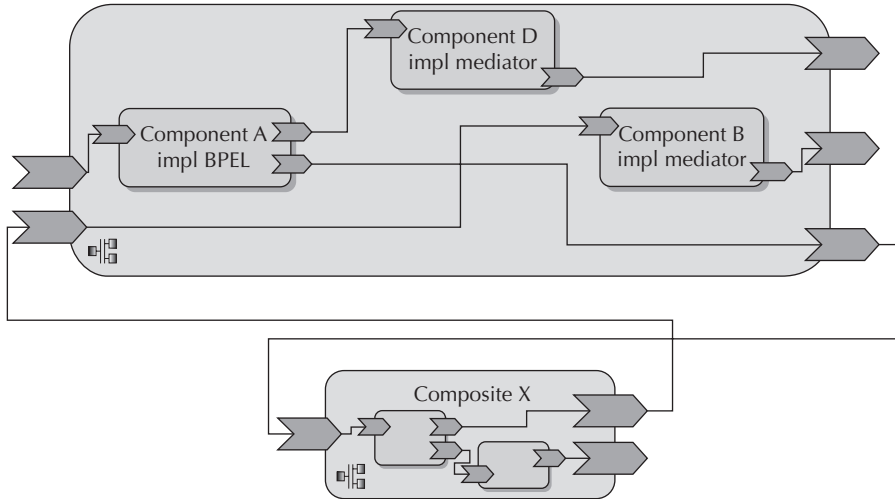 Component D
impl mediator
Component A
impl BPEL
Component B
impl mediator
Composite X